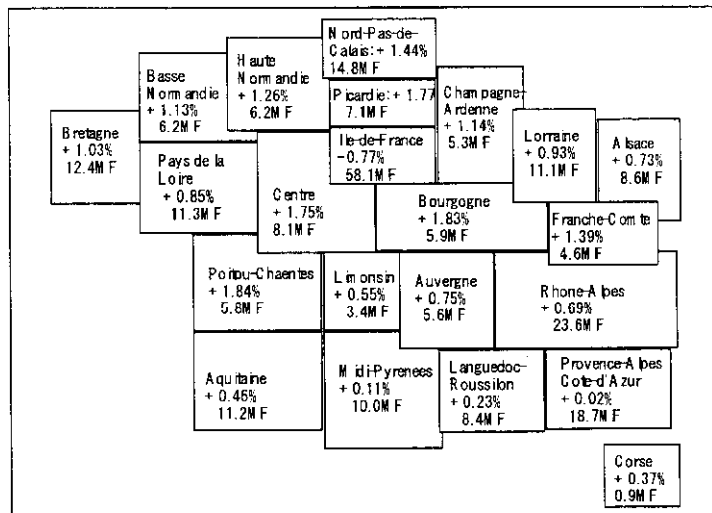 Nord-Pas-de-
Calais: + 1.44%
14.8M F
Haute
Normandie
+ 1.26%
6.2M F
Basse
Normandie
+ 1.13%
6.2M F
Picardie: + 1.77
7.1M F
Champagne-
Ardenne
+ 1.14%
5.3M F
Bretagne
+ 1.03%
12.4M F
Ile-de-France
-0.77%
58.1M F
Lorraine
+ 0.93%
11.1M F
Alsace
+ 0.73%
8.6M F
Pays de la
Loire
+ 0.85%
11.3M F
Centre
+ 1.75%
8.1M F
Bourgogne
+ 1.83%
5.9M F
Franche-Comte
+ 1.39%
4.6M F
Poitou-Chaentes
+ 1.84%
5.8M F
Limonsin
+ 0.55%
3.4M F
Auvergne
+ 0.75%
5.6M F
Rhone-Alpes
+ 0.69%
23.6M F
Aquitaine
+ 0.46%
11.2M F
Midi-Pyrenees
+ 0.11%
10.0M F
Languedoc-
Roussilon
+ 0.23%
8.4M F
Provence-Alpes
Cote-d'Azur
+ 0.02%
18.7M F
Corse
+ 0.37%
0.9M F